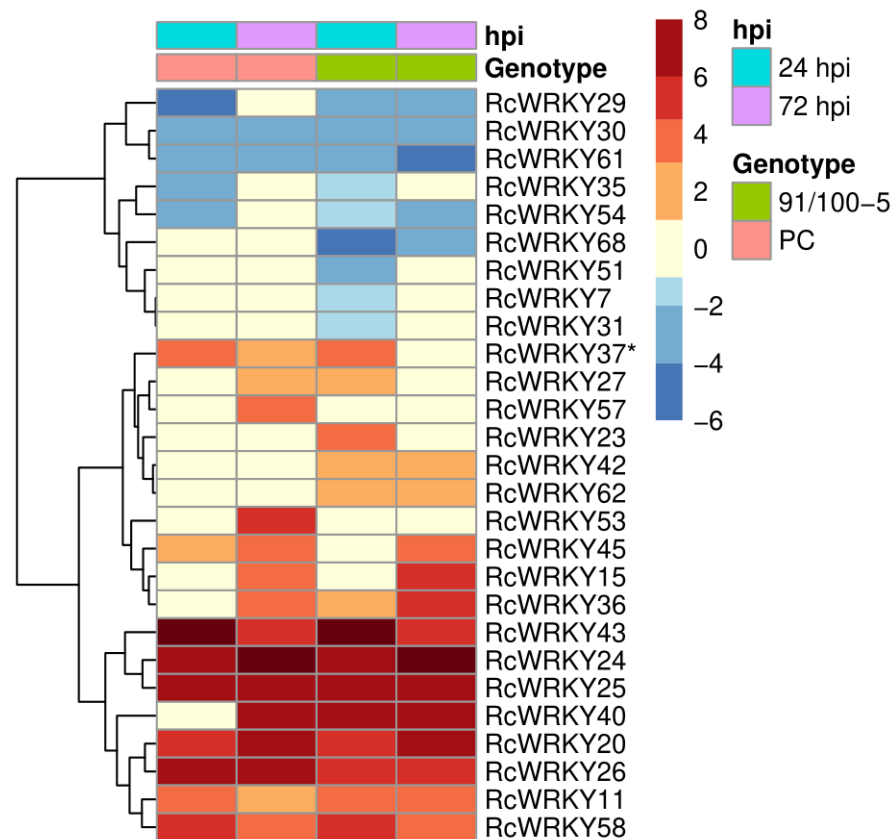 hpi
Genotype
RcWRKY29
RcWRKY30
RcWRKY61
RcWRKY35
RcWRKY54
RcWRKY68
RcWRKY51
RcWRKY7
RcWRKY31
RcWRKY37*
RcWRKY27
RcWRKY57
RcWRKY23
RcWRKY42
RcWRKY62
RcWRKY53
RcWRKY45
RcWRKY15
RcWRKY36
RcWRKY43
RcWRKY24
RcWRKY25
RcWRKY40
RcWRKY20
RcWRKY26
RcWRKY11
RcWRKY58
8
6
4
2
0
−2
−4
−6
hpi
24 hpi
72 hpi
Genotype
91/100−5
PC